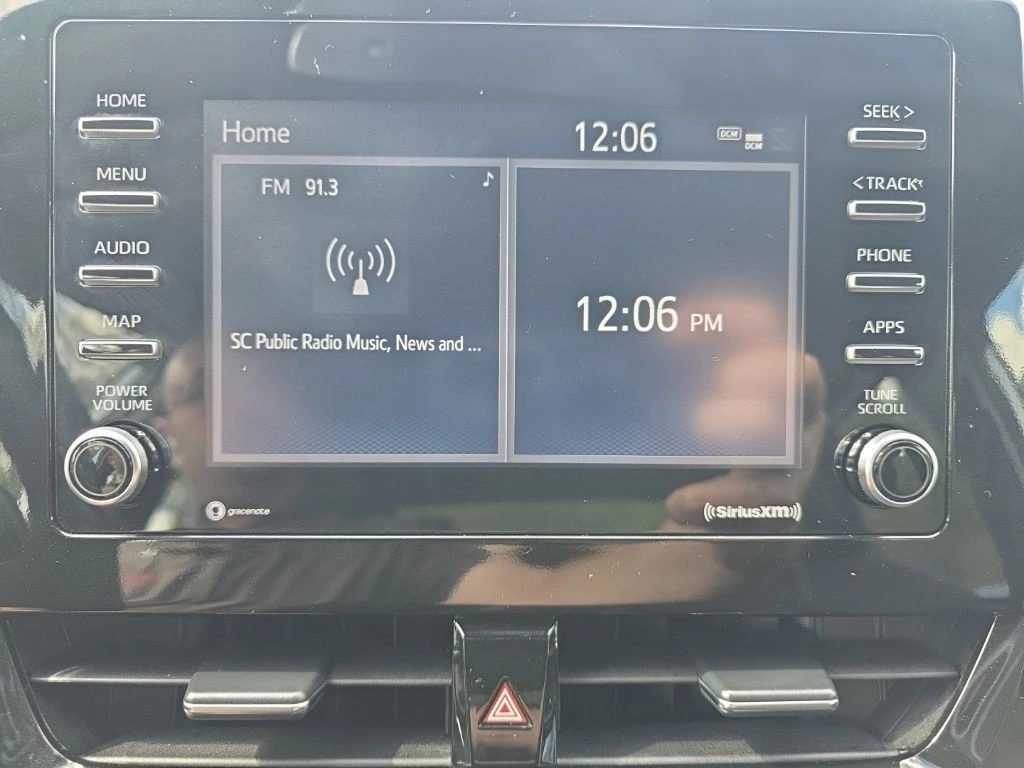 HOME
MENU
AUDIO
MAP
POWER
VOLUME
Home
12:06
DCM
DCM
FM 91.3
SC Public Radio Music, News and ...
12:06 PM
gracenote
SiriusXM
SEEK >
< TRACK
PHONE
APPS
TUNE
SCROLL